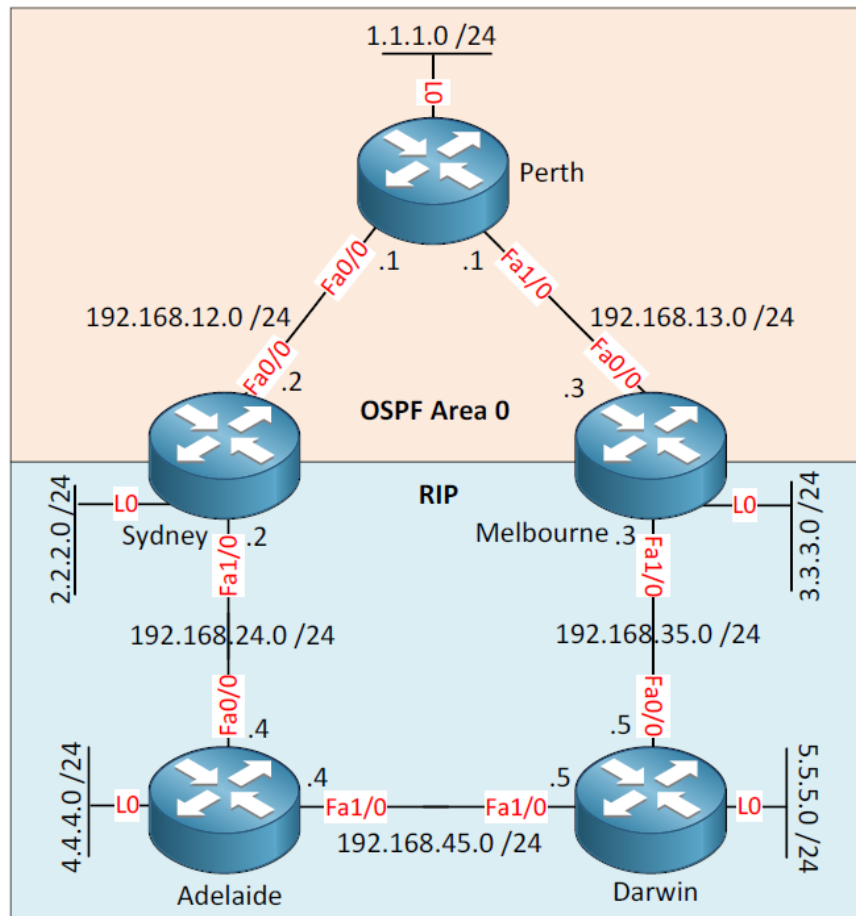 1.1.1.0 /24
L0
Perth
Fa0/0
.1
.1
Fa1/0
192.168.12.0 /24
192.168.13.0 /24
Fa0/0
.2
Fa0/0
.3
OSPF Area 0
RIP
2.2.2.0 /24
L0
Sydney
.2
Fa1/0
Melbourne
.3
Fa1/0
L0
3.3.3.0 /24
192.168.24.0 /24
192.168.35.0 /24
Fa0/0
.4
Fa0/0
.5
4.4.4.0 /24
L0
.4
Fa1/0
Fa1/0
.5
L0
5.5.5.0 /24
192.168.45.0 /24
Adelaide
Darwin